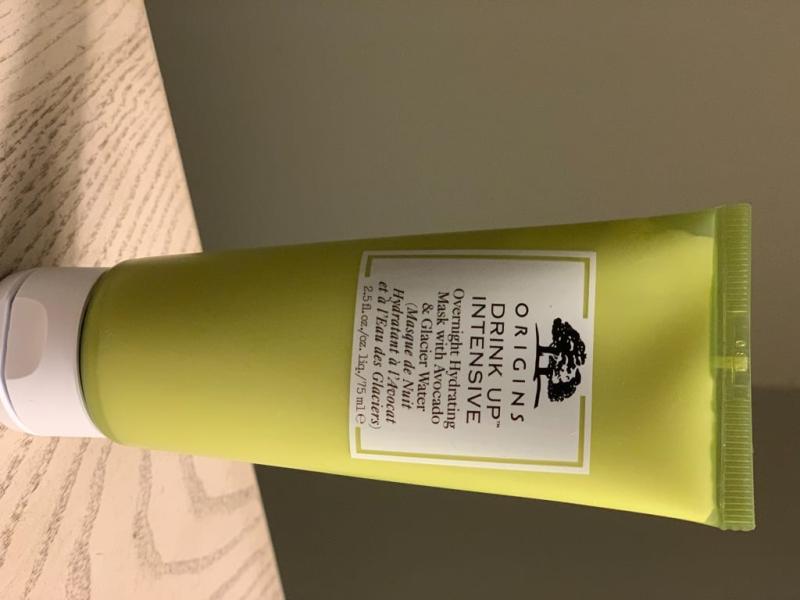 ORIGINS
DRINK UP™
INTENSIVE
Overnight Hydrating
Mask with Avocado
& Glacier Water
(Masque de Nuit
Hydratant à l'Avocat
et à l'Eau des Glaciers)
2.5 fl.oz./oz. liq./75 ml ℮